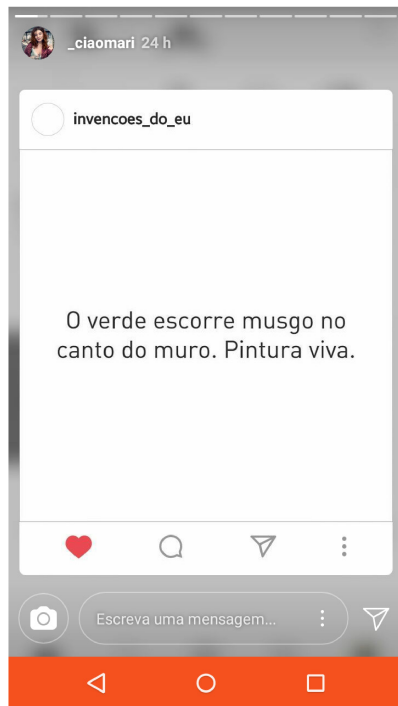 _ciaomari 24 h
invencoes_do_eu
O verde escorre musgo no
canto do muro. Pintura viva.
Escreva uma mensagem...